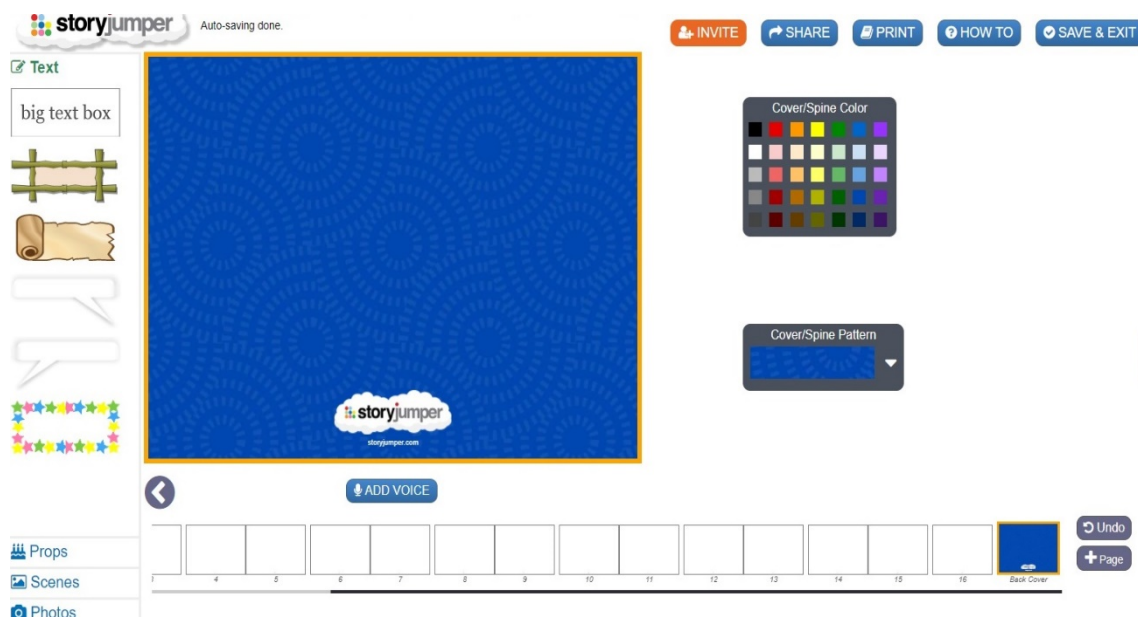 storyjumper
Auto-saving done.
INVITE
SHARE
PRINT
HOW TO
SAVE & EXIT
Text
big text box
Cover/Spine Color
Cover/Spine Pattern
storyjumper
storyjumper.com
ADD VOICE
Undo
Page
4 5 6 7 8 9 10 11 12 13 14 15 16 Back Cover
Props
Scenes
Photos